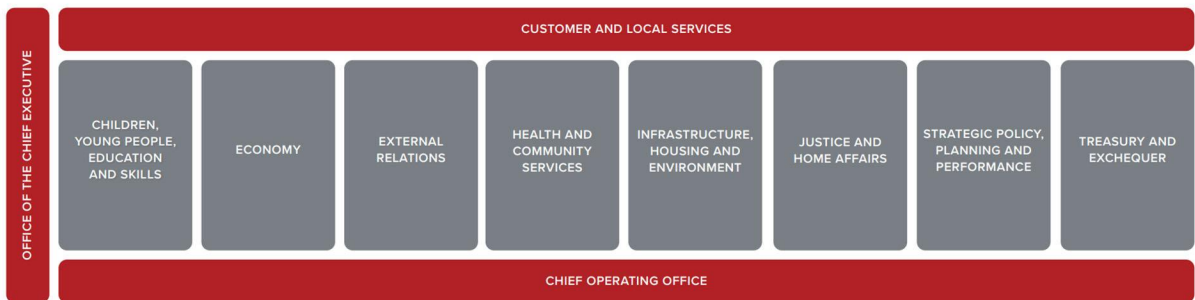 OFFICE OF THE CHIEF EXECUTIVE
CUSTOMER AND LOCAL SERVICES
CHILDREN,
YOUNG PEOPLE,
EDUCATION
AND SKILLS
ECONOMY
EXTERNAL
RELATIONS
HEALTH AND
COMMUNITY
SERVICES
INFRASTRUCTURE,
HOUSING AND
ENVIRONMENT
JUSTICE AND
HOME AFFAIRS
STRATEGIC POLICY,
PLANNING AND
PERFORMANCE
TREASURY AND
EXCHEQUER
CHIEF OPERATING OFFICE